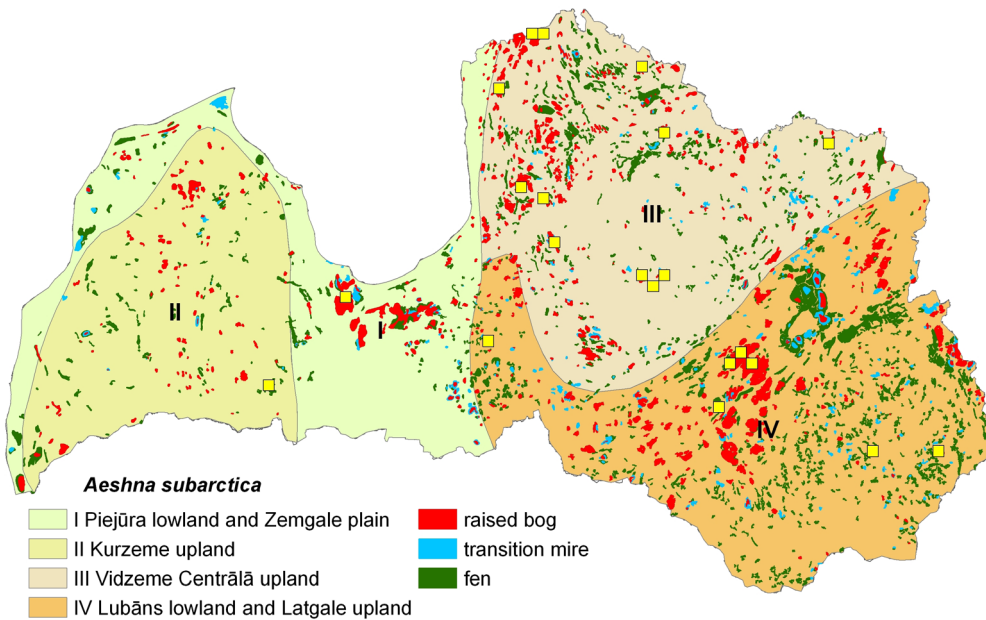 III
II
I
IV
Aeshna subarctica
I Piejūra lowland and Zemgale plain
II Kurzeme upland
III Vidzeme Centrālā upland
IV Lubāns lowland and Latgale upland
raised bog
transition mire
fen